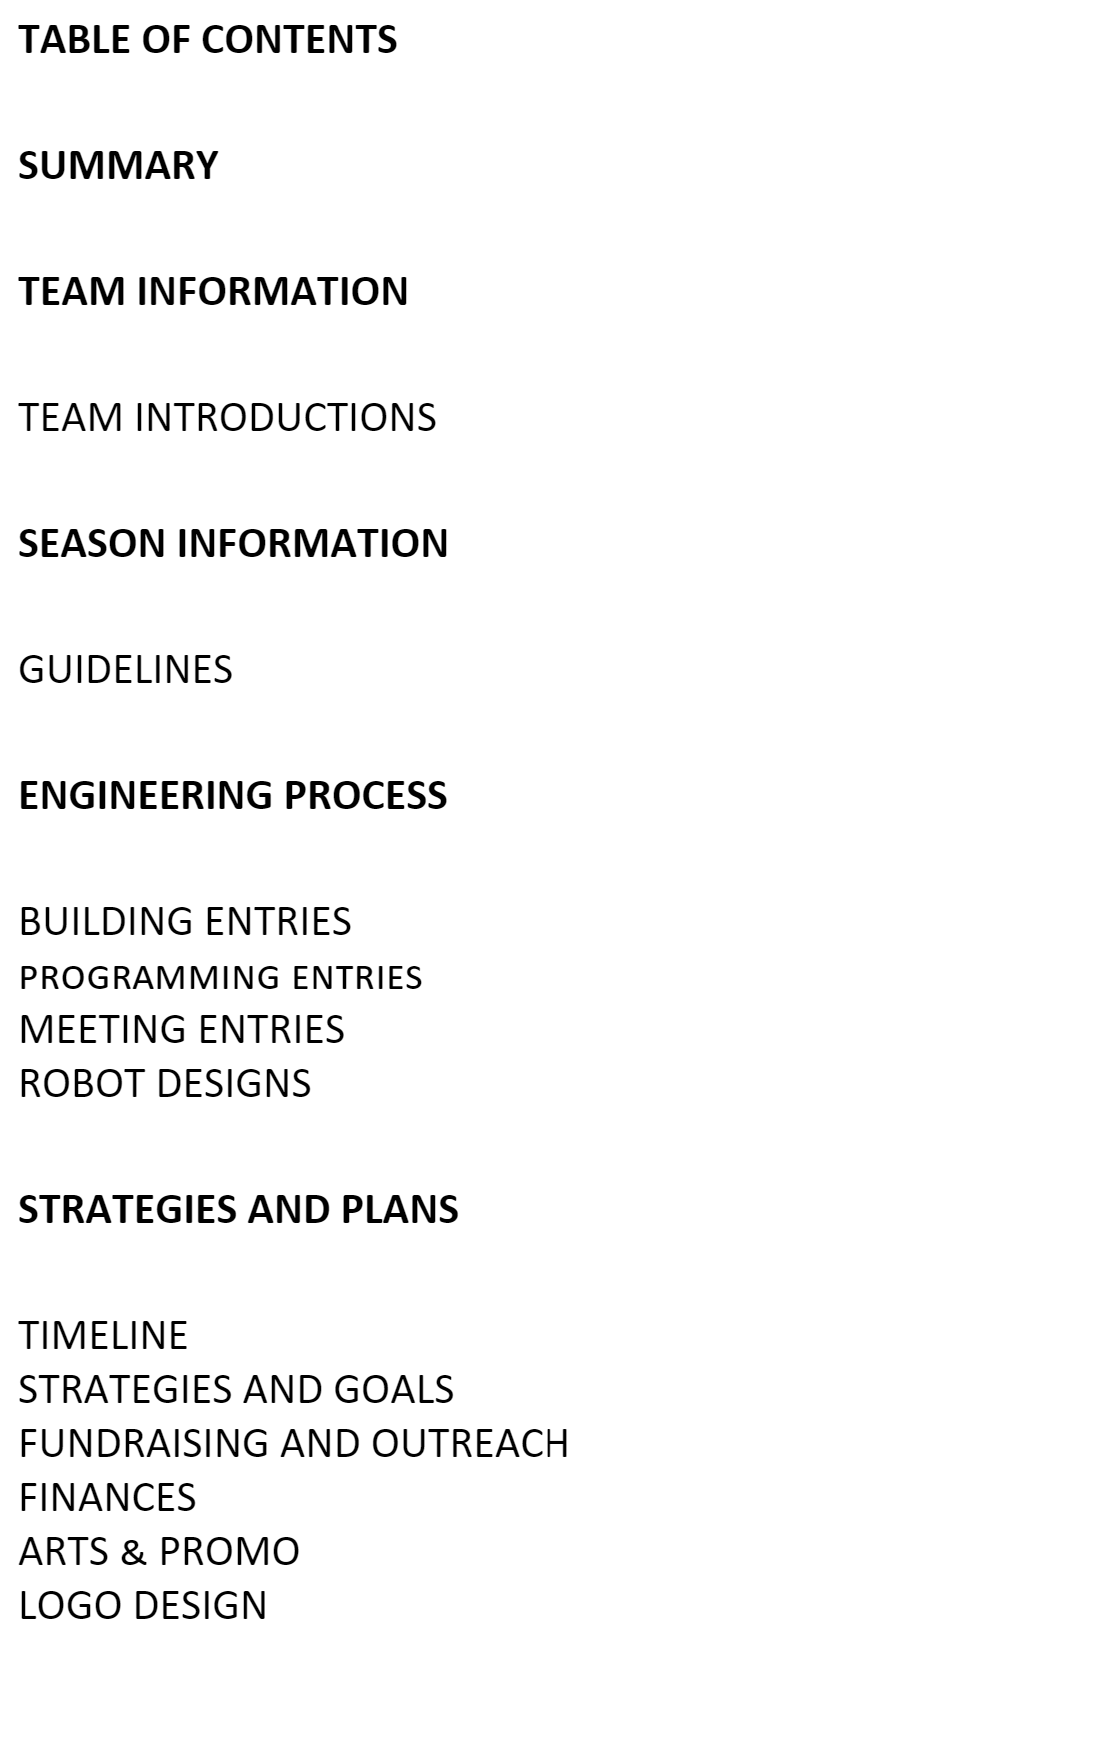 TABLE OF CONTENTS
SUMMARY
TEAM INFORMATION
TEAM INTRODUCTIONS
SEASON INFORMATION
GUIDELINES
ENGINEERING PROCESS
BUILDING ENTRIES
PROGRAMMING ENTRIES
MEETING ENTRIES
ROBOT DESIGNS
STRATEGIES AND PLANS
TIMELINE
STRATEGIES AND GOALS
FUNDRAISING AND OUTREACH
FINANCES
ARTS & PROMO
LOGO DESIGN